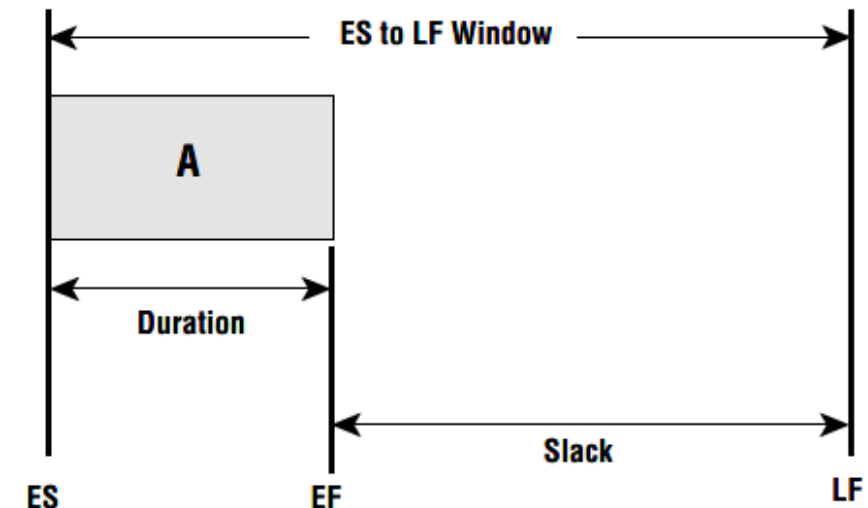 ES to LF Window
A
Duration
Slack
ES
EF
LF